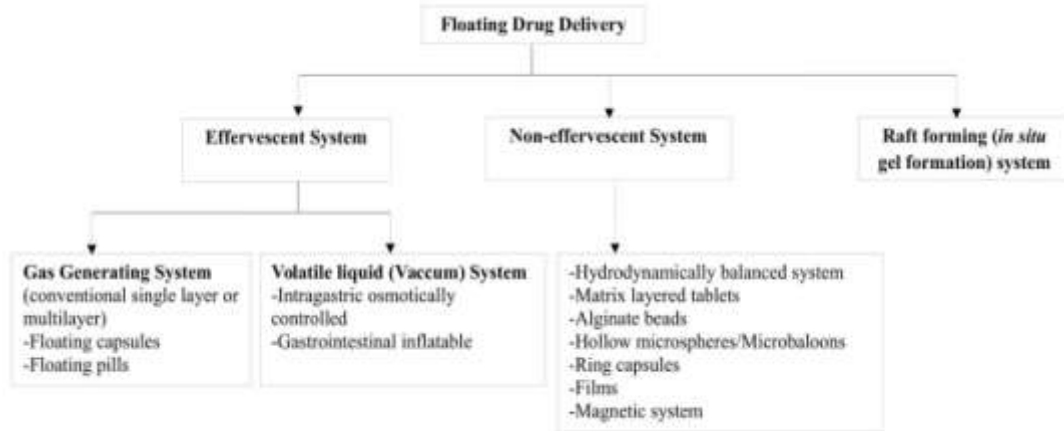 Floating Drug Delivery
Effervescent System
Non-effervescent System
Raft forming (in situ
gel formation) system
Gas Generating System
(conventional single layer or
multilayer)
-Floating capsules
-Floating pills
Volatile liquid (Vaccum) System
-Intragastric osmotically
controlled
-Gastrointestinal inflatable
-Hydrodynamically balanced system
-Matrix layered tablets
-Alginate beads
-Hollow microspheres/Microbaloons
-Ring capsules
-Films
-Magnetic system